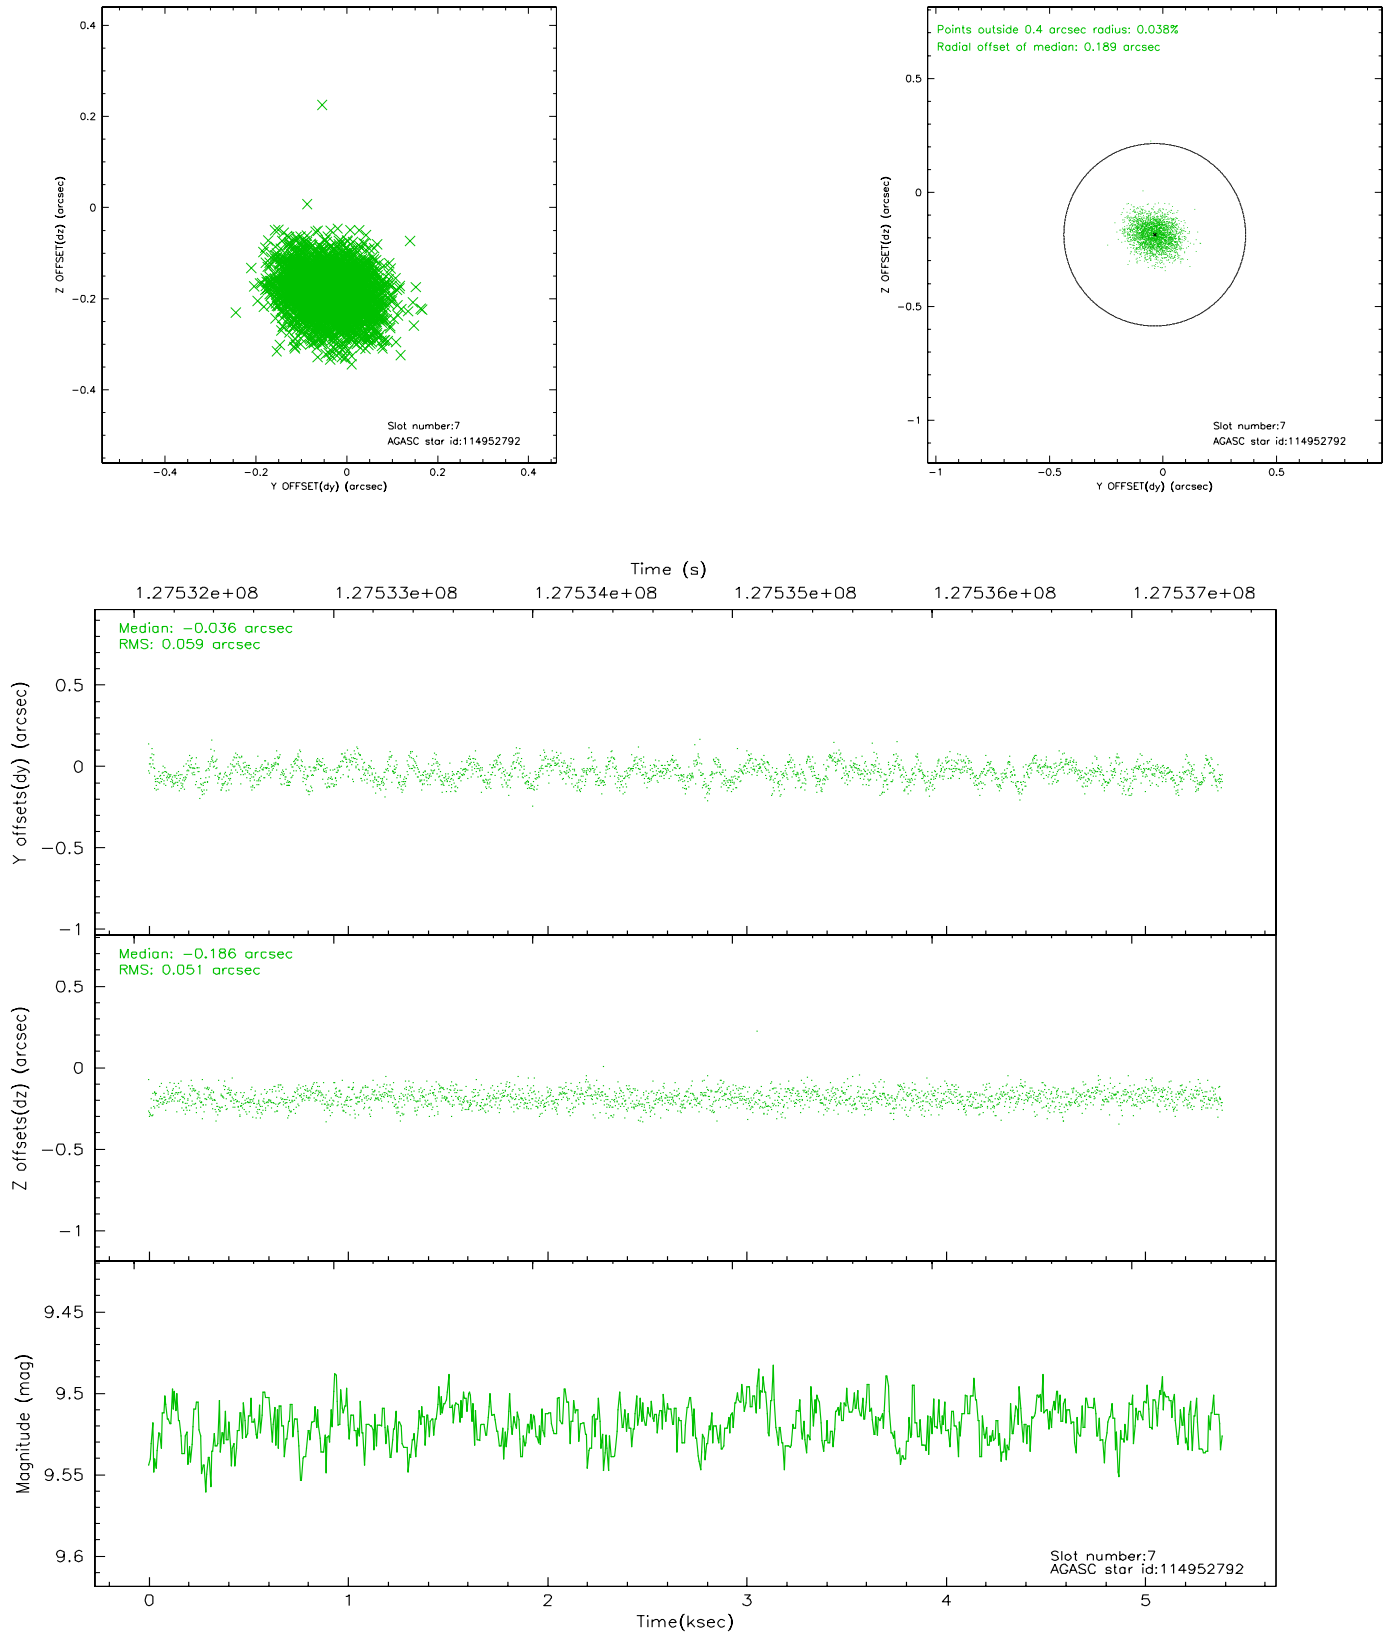 0.4
0.2
0
−0.2
−0.4
Z OFFSET(dz) (arcsec)
Slot number:7
AGASC star id:114952792
−0.4 −0.2 0 0.2 0.4
Y OFFSET(dy) (arcsec)
Points outside 0.4 arcsec radius: 0.038%
Radial offset of median: 0.189 arcsec
0.5
0
−0.5
−1
Z OFFSET(dz) (arcsec)
Slot number:7
AGASC star id:114952792
−1 −0.5 0 0.5
Y OFFSET(dy) (arcsec)
Time (s)
1.27532e+08 1.27533e+08 1.27534e+08 1.27535e+08 1.27536e+08 1.27537e+08
Median: −0.036 arcsec
RMS: 0.059 arcsec
0.5
0
−0.5
−1
Y offsets(dy) (arcsec)
Median: −0.186 arcsec
RMS: 0.051 arcsec
0.5
0
−0.5
−1
Z offsets(dz) (arcsec)
9.45
9.5
9.55
9.6
Magnitude (mag)
Slot number:7
AGASC star id:114952792
0 1 2 3 4 5
Time(ksec)